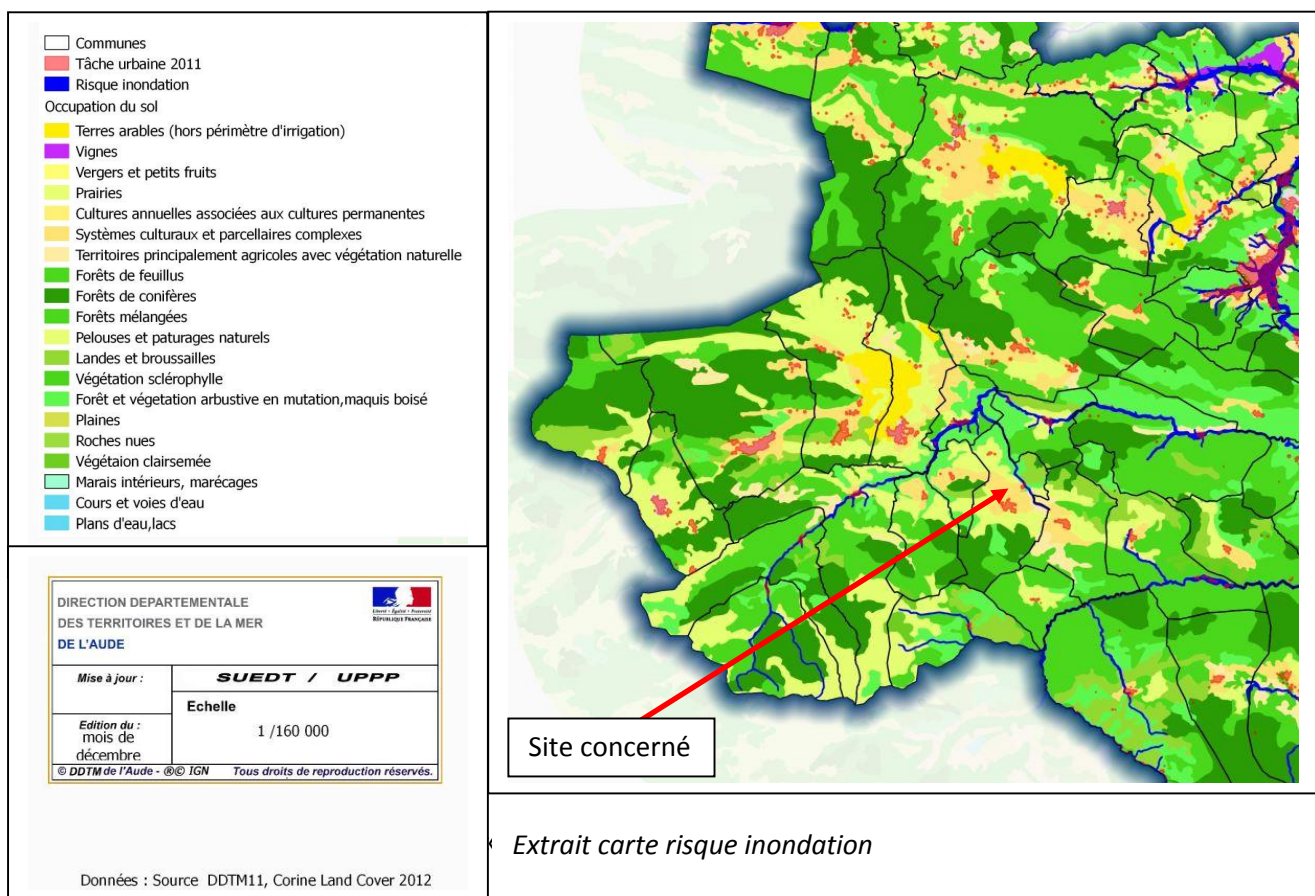 Communes
Tâche urbaine 2011
Risque inondation
Occupation du sol
Terres arables (hors périmètre d'irrigation)
Vignes
Vergers et petits fruits
Prairies
Cultures annuelles associées aux cultures permanentes
Systèmes culturaux et parcellaires complexes
Territoires principalement agricoles avec végétation naturelle
Forêts de feuillus
Forêts de conifères
Forêts mélangées
Pelouses et paturages naturels
Landes et broussailles
Végétation sclérophylle
Forêt et végetation arbustive en mutation,maquis boisé
Plaines
Roches nues
Végétaion clairsemée
Marais intérieurs, marécages
Cours et voies d'eau
Plans d'eau,lacs
DIRECTION DEPARTEMENTALE
DES TERRITOIRES ET DE LA MER
DE L'AUDE
Liberté • Égalité • Fraternité
RÉPUBLIQUE FRANÇAISE
Mise à jour :
SUEDT / UPPP
Echelle
1 /160 000
Edition du :
mois de
décembre
© DDTM de l'Aude - ®© IGN Tous droits de reproduction réservés.
Données : Source DDTM11, Corine Land Cover 2012
Site concerné
Extrait carte risque inondation